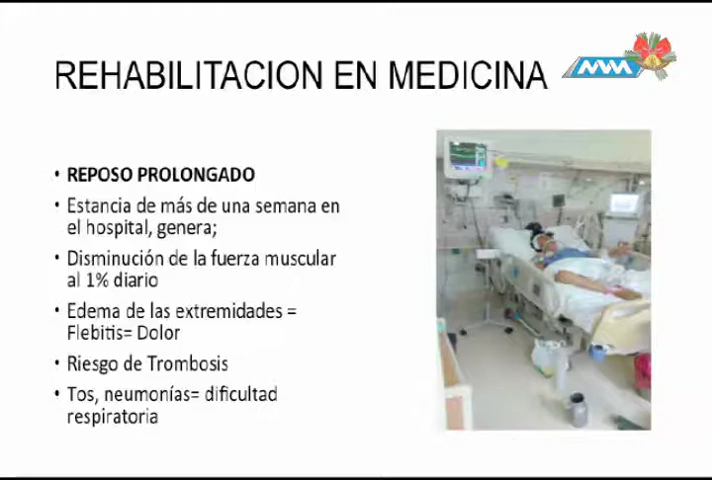 REHABILITACION EN MEDICINA
• REPOSO PROLONGADO
• Estancia de más de una semana en
el hospital, genera;
• Disminución de la fuerza muscular
al 1% diario
• Edema de las extremidades =
Flebitis= Dolor
• Riesgo de Trombosis
• Tos, neumonías= dificultad
respiratoria